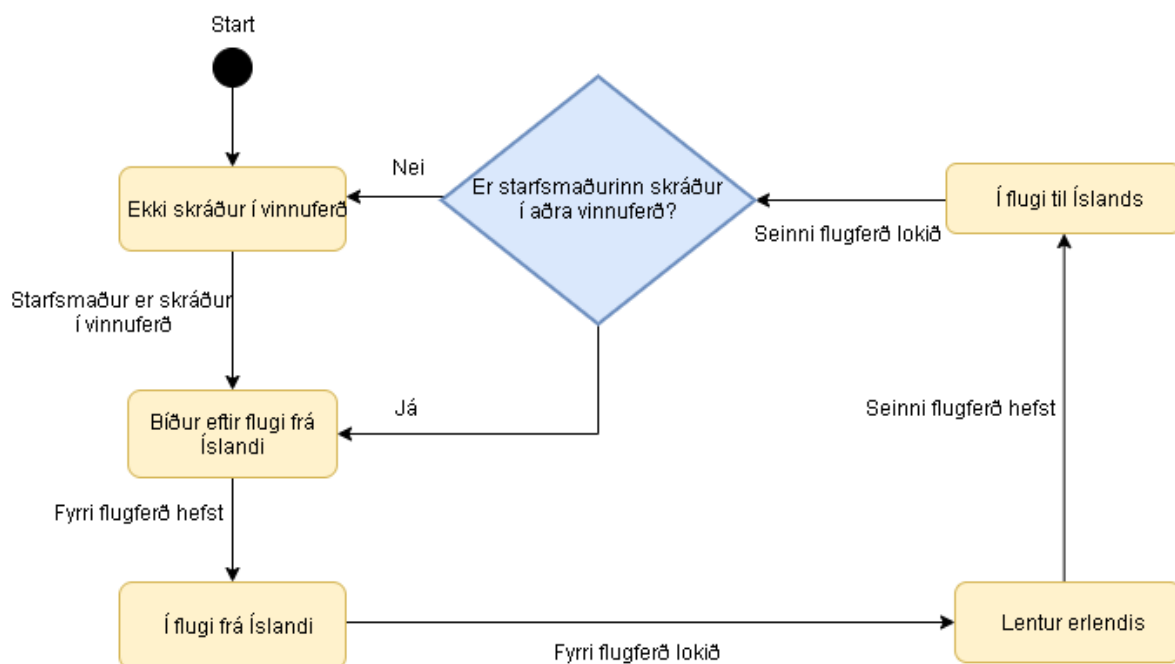 Start
Ekki skráður í vinnuferð
Nei
Er starfsmaðurinn skráður
í aðra vinnuferð?
Í flugi til Íslands
Seinni flugferð lokið
Starfsmaður er skráður
í vinnuferð
Bíður eftir flugi frá
Íslandi
Já
Seinni flugferð hefst
Fyrri flugferð hefst
Í flugi frá Íslandi
Fyrri flugferð lokið
Lentur erlendis